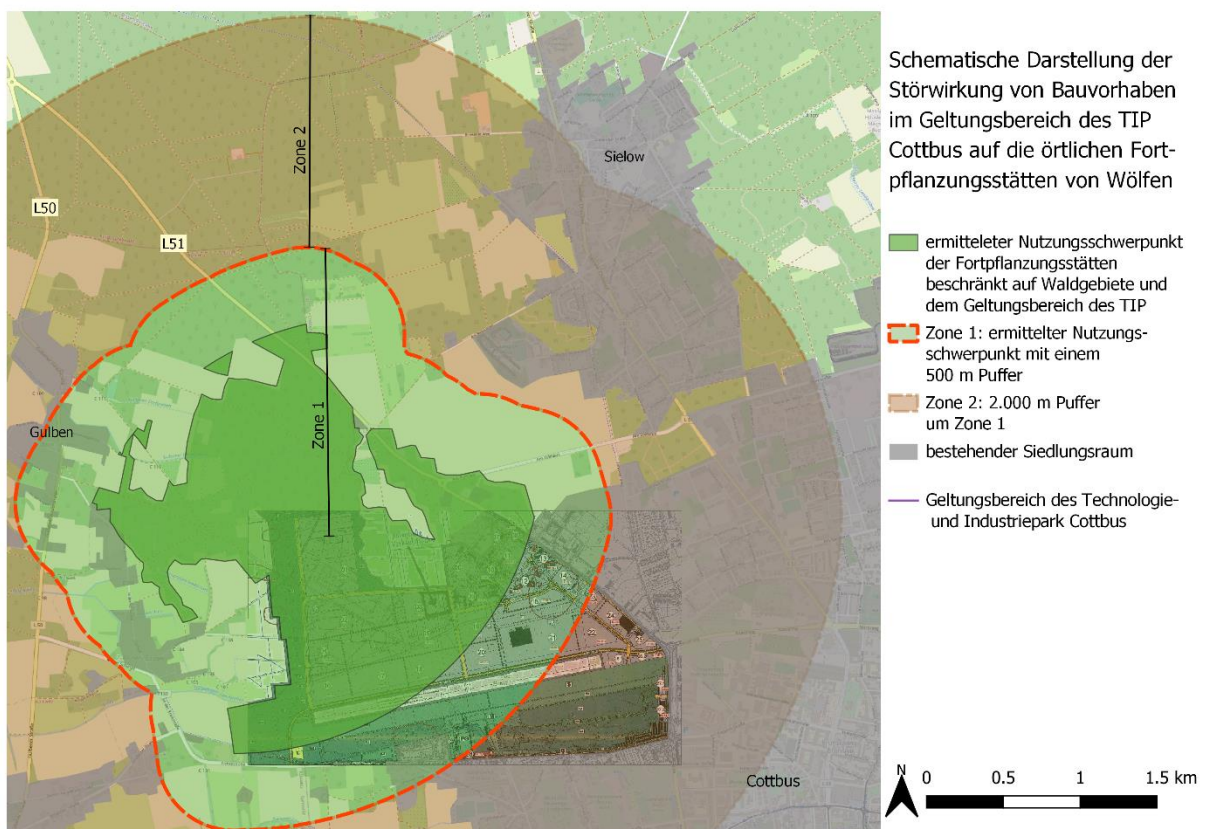 Schematische Darstellung der
Störwirkung von Bauvorhaben
im Geltungsbereich des TIP
Cottbus auf die örtlichen Fort-
pflanzungsstätten von Wölfen
ermitteleter Nutzungsschwerpunkt
der Fortpflanzungsstätten
beschränkt auf Waldgebiete und
dem Geltungsbereich des TIP
Zone 1: ermittelter Nutzungs-
schwerpunkt mit einem
500 m Puffer
Zone 2: 2.000 m Puffer
um Zone 1
bestehender Siedlungsraum
Geltungsbereich des Technologie-
und Industriepark Cottbus
N 0 0.5 1 1.5 km
Zone 2
Sielow
L50
L51
Zone 1
Gulben
Cottbus